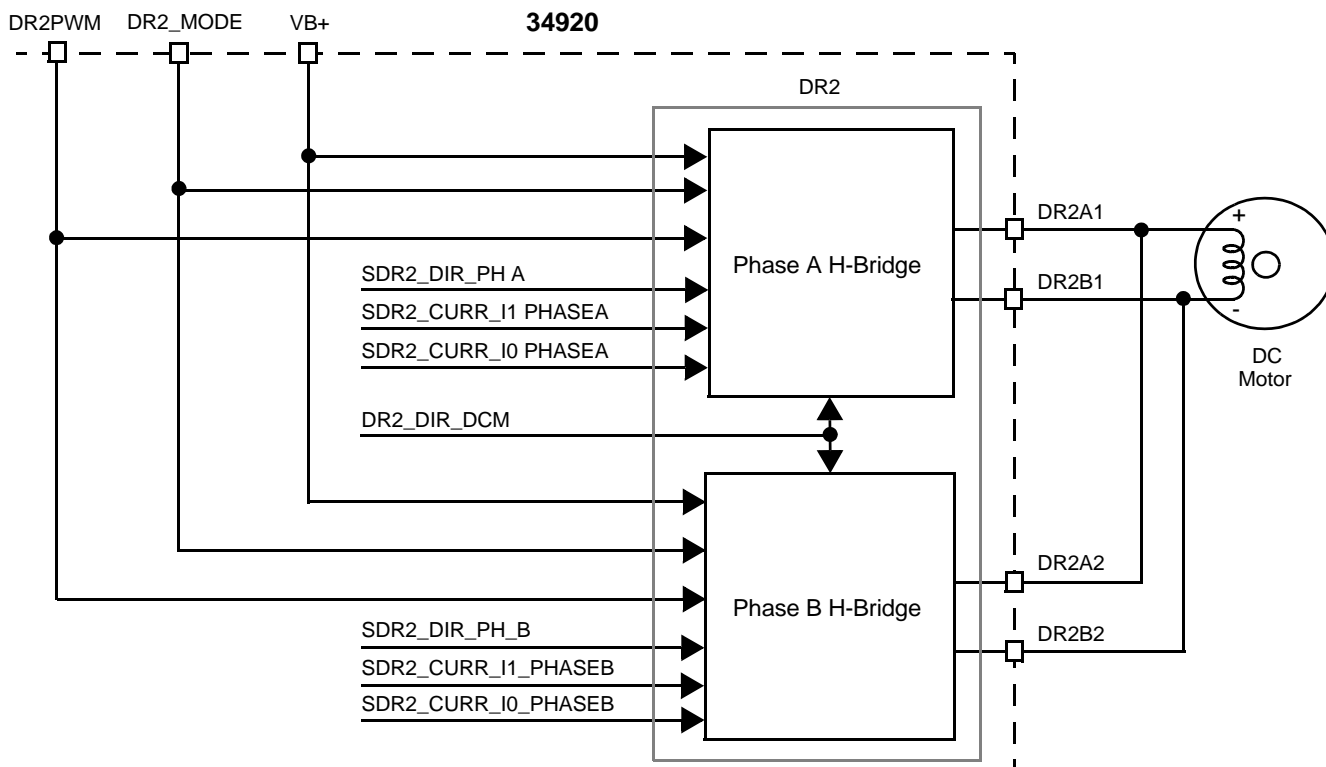 DR2PWM
DR2_MODE
VB+
34920
DR2
DR2A1
+
Phase A H-Bridge
SDR2_DIR_PH A
DR2B1
SDR2_CURR_I1 PHASEA
-
SDR2_CURR_I0 PHASEA
DC
Motor
DR2_DIR_DCM
DR2A2
Phase B H-Bridge
SDR2_DIR_PH_B
DR2B2
SDR2_CURR_I1_PHASEB
SDR2_CURR_I0_PHASEB